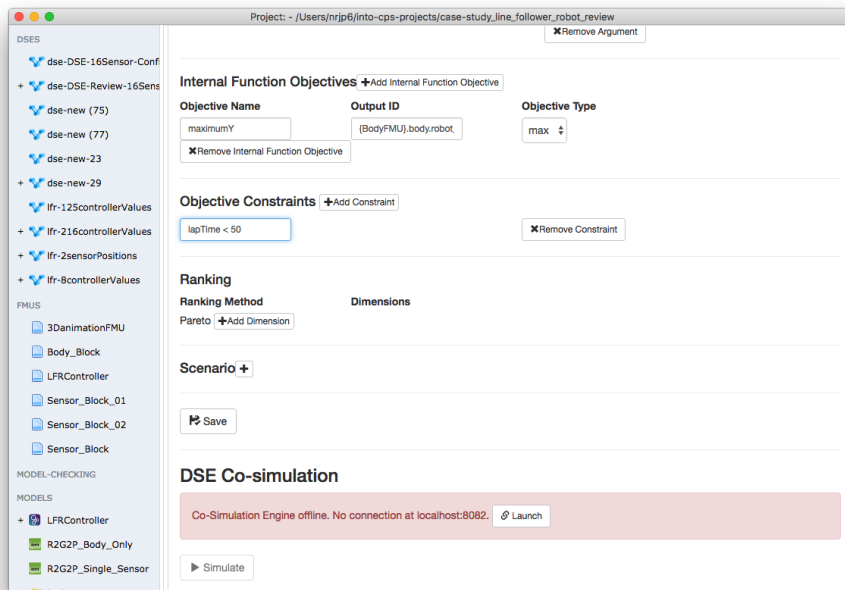 Project: - /Users/nrjp6/into-cps-projects/case-study_line_follower_robot_review
DSES
dse-DSE-16Sensor-Confi
+ dse-DSE-Review-16Sens
dse-new (75)
dse-new (77)
dse-new-23
+ dse-new-29
lfr-125controllerValues
+ lfr-216controllerValues
+ lfr-2sensorPositions
+ lfr-8controllerValues
FMUS
3DanimationFMU
Body_Block
LFRController
Sensor_Block_01
Sensor_Block_02
Sensor_Block
MODEL-CHECKING
MODELS
+ LFRController
R2G2P_Body_Only
R2G2P_Single_Sensor
Remove Argument
Internal Function Objectives +Add Internal Function Objective
Objective Name Output ID Objective Type
maximumY {BodyFMU}.body.robot_ max
Remove Internal Function Objective
Objective Constraints +Add Constraint
lapTime < 50 Remove Constraint
Ranking
Ranking Method Dimensions
Pareto +Add Dimension
Scenario +
Save
DSE Co-simulation
Co-Simulation Engine offline. No connection at localhost:8082. Launch
Simulate